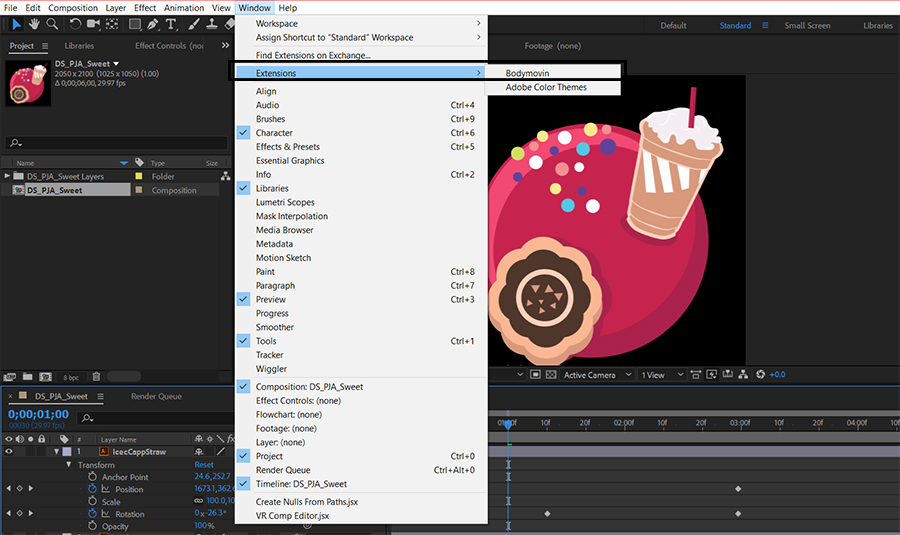 File Edit Composition Layer Effect Animation View Window Help
Default Standard Small Screen Libraries
Project Libraries Effect Controls (no)
Footage (none)
DS_PJA_Sweet
2050 x 2100 (1025 x 1050) (1.00)
Δ 0;00;06;00, 29.97 fps
Name Type Size
DS_PJA_Sweet Layers Folder
DS_PJA_Sweet Composition
8 bpc
Workspace
Assign Shortcut to “Standard” Workspace
Find Extensions on Exchange...
Extensions
Bodymovin
Adobe Color Themes
Align
Audio Ctrl+4
Brushes Ctrl+9
Character Ctrl+6
Effects & Presets Ctrl+5
Essential Graphics
Info Ctrl+2
Libraries
Lumetri Scopes
Mask Interpolation
Media Browser
Metadata
Motion Sketch
Paint Ctrl+8
Paragraph Ctrl+7
Preview Ctrl+3
Progress
Smoother
Tools Ctrl+1
Tracker
Wiggler
Composition: DS_PJA_Sweet
Effect Controls: (none)
Flowchart: (none)
Footage: (none)
Layer: (none)
Project Ctrl+0
Render Queue Ctrl+Alt+0
Timeline: DS_PJA_Sweet
Create Nulls From Paths.jsx
VR Comp Editor.jsx
Active Camera 1 View +0.0
DS_PJA_Sweet Render Queue
0;00;01;00
00030 (29.97 fps)
# Layer Name
1 IcecCappStraw
Transform Reset
Anchor Point 24.6,252.7
Position 1673.1,362.6
Scale 100.0,10
Rotation 0x-26.3°
Opacity 100%
01:00f 10f 20f 02:00f 10f 20f 03:00f 10f 20f 04:00f 10f